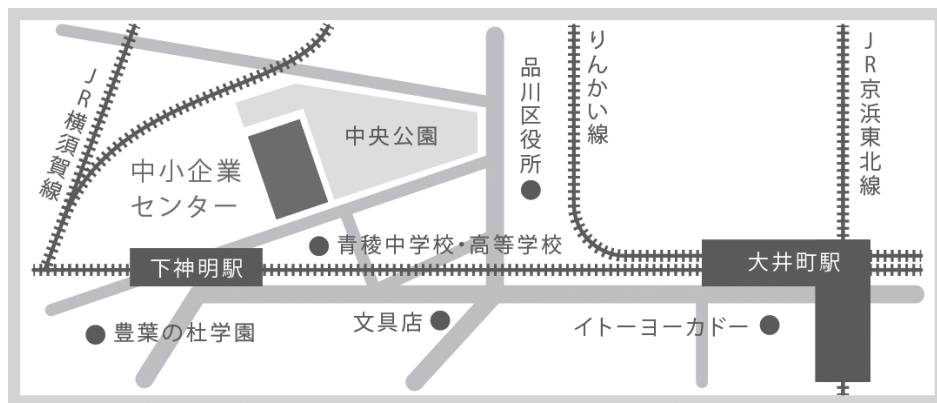 JR横須賀線
中小企業
センター
中央公園
品川区役所
りんかい線
JR京浜東北線
青稜中学校・高等学校
下神明駅
大井町駅
豊葉の杜学園
文具店
イトーヨーカドー